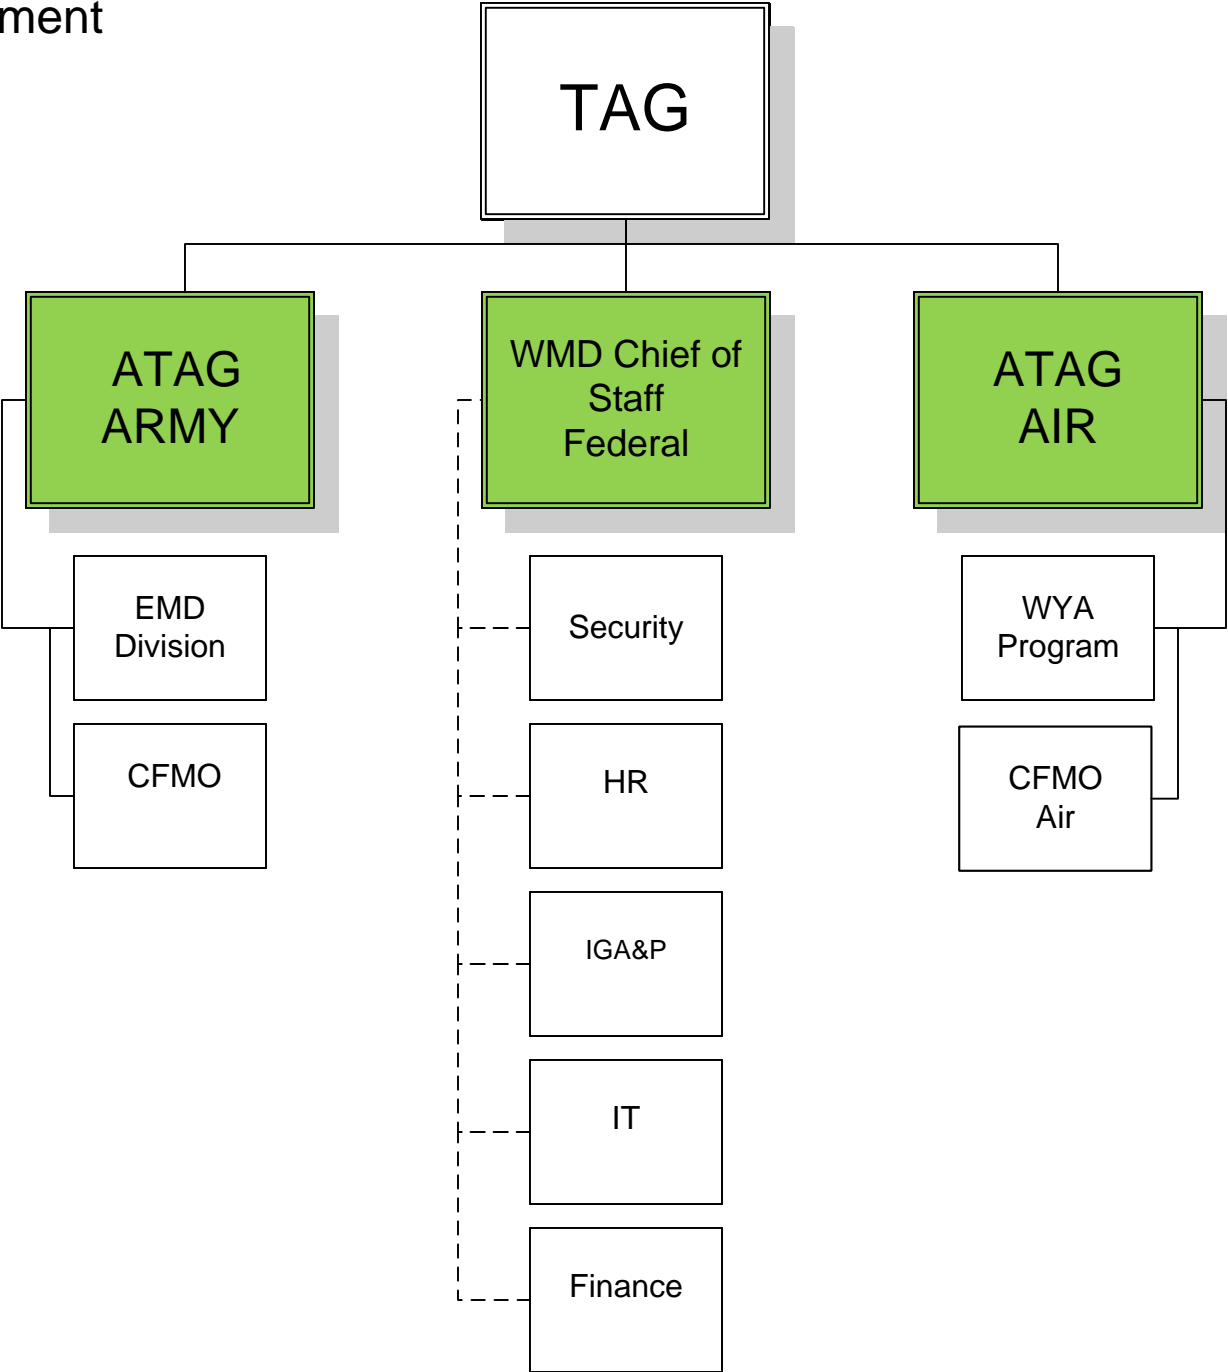 ment
TAG
ATAG
ARMY
WMD Chief of
Staff
Federal
ATAG
AIR
EMD
Division
Security
WYA
Program
CFMO
HR
CFMO
Air
IGA&P
IT
Finance